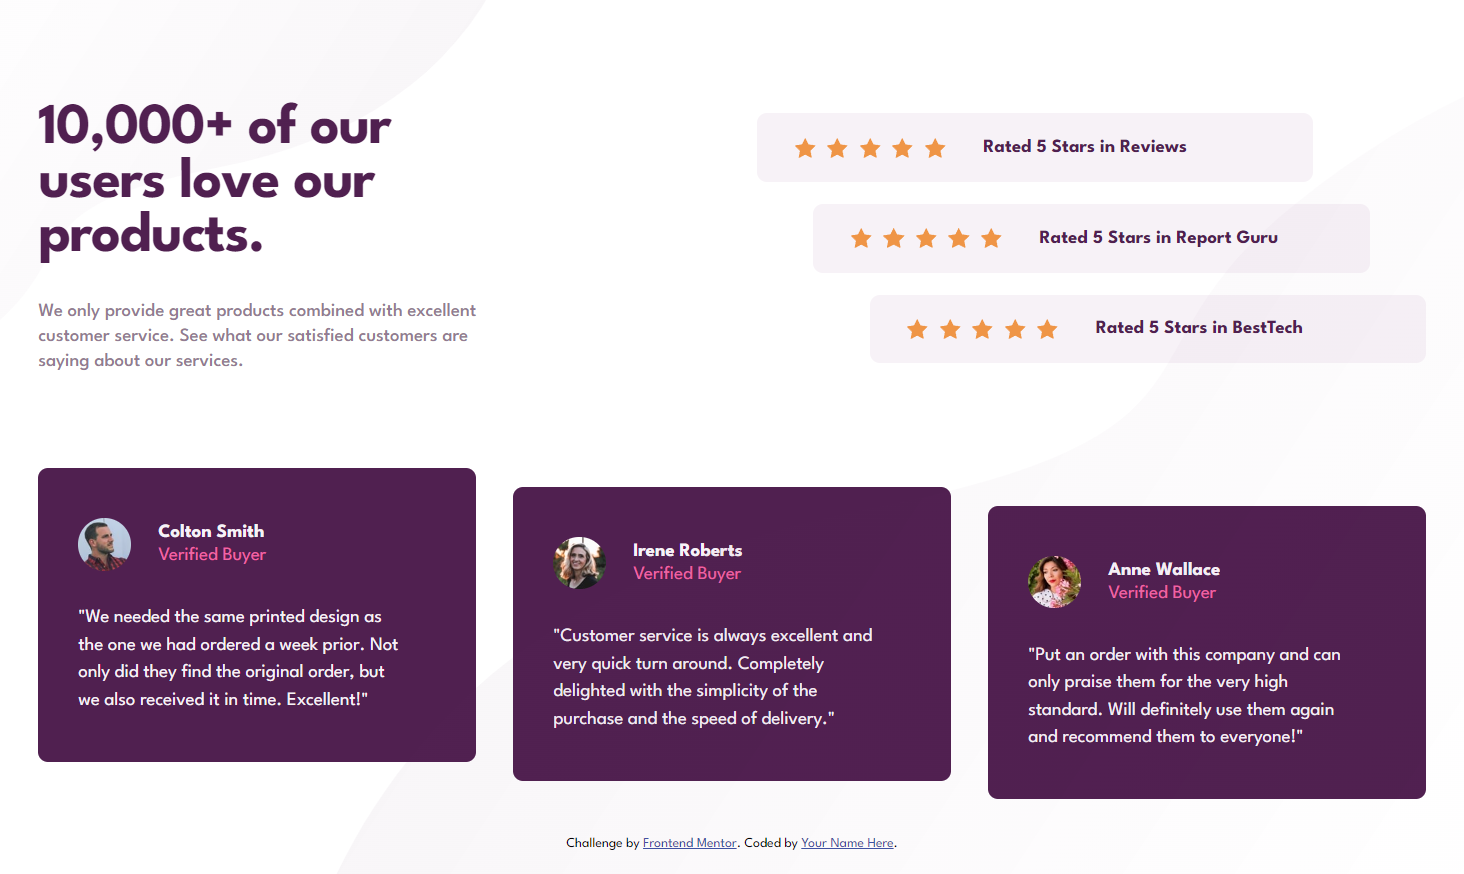 10,000+ of our
users love our
products.
We only provide great products combined with excellent
customer service. See what our satisfied customers are
saying about our services.
Rated 5 Stars in Reviews
Rated 5 Stars in Report Guru
Rated 5 Stars in BestTech
Colton Smith
Verified Buyer
"We needed the same printed design as
the one we had ordered a week prior. Not
only did they find the original order, but
we also received it in time. Excellent!"
Irene Roberts
Verified Buyer
"Customer service is always excellent and
very quick turn around. Completely
delighted with the simplicity of the
purchase and the speed of delivery."
Anne Wallace
Verified Buyer
"Put an order with this company and can
only praise them for the very high
standard. Will definitely use them again
and recommend them to everyone!"
Challenge by Frontend Mentor. Coded by Your Name Here.